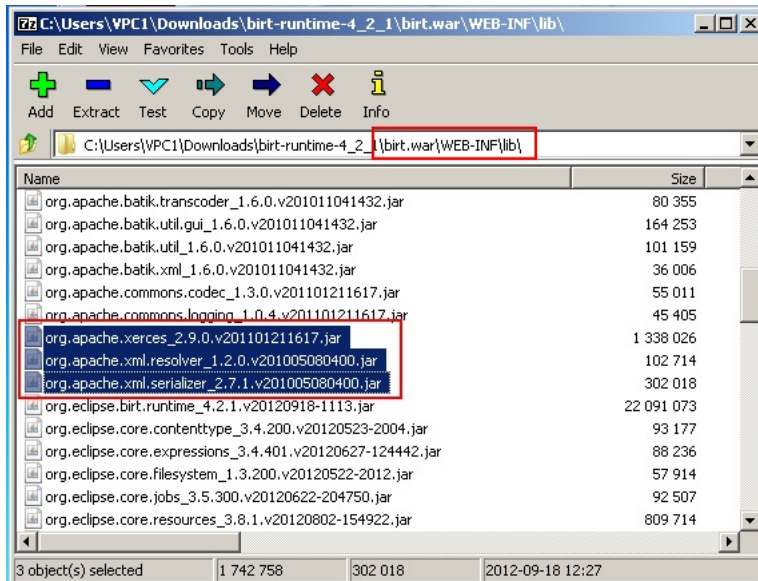 C:\Users\VPC1\Downloads\birt-runtime-4_2_1\birt.war\WEB-INF\lib\
File Edit View Favorites Tools Help
Add Extract Test Copy Move Delete Info
C:\Users\VPC1\Downloads\birt-runtime-4_2_1\birt.war\WEB-INF\lib\
Name Size
org.apache.batik.transcoder_1.6.0.v201011041432.jar 80 355
org.apache.batik.util.gui_1.6.0.v201011041432.jar 164 253
org.apache.batik.util_1.6.0.v201011041432.jar 101 159
org.apache.batik.xml_1.6.0.v201011041432.jar 36 006
org.apache.commons.codec_1.3.0.v201101211617.jar 55 011
org.apache.commons.logging_1.0.4.v201101211617.jar 45 405
org.apache.xerces_2.9.0.v201101211617.jar 1 338 026
org.apache.xml.resolver_1.2.0.v201005080400.jar 102 714
org.apache.xml.serializer_2.7.1.v201005080400.jar 302 018
org.eclipse.birt.runtime_4.2.1.v20120918-1113.jar 22 091 073
org.eclipse.core.contenttype_3.4.200.v20120523-2004.jar 93 177
org.eclipse.core.expressions_3.4.401.v20120627-124442.jar 88 236
org.eclipse.core.filesystem_1.3.200.v20120522-2012.jar 57 914
org.eclipse.core.jobs_3.5.300.v20120622-204750.jar 92 507
org.eclipse.core.resources_3.8.1.v20120802-154922.jar 809 714
3 object(s) selected 1 742 758 302 018 2012-09-18 12:27